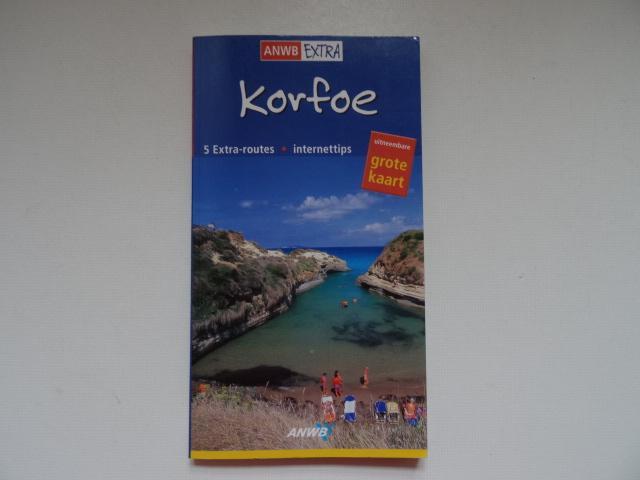 ANWB EXTRA
Korfoe
5 Extra-routes • internettips
uitneembare
grote
kaart
ANWB